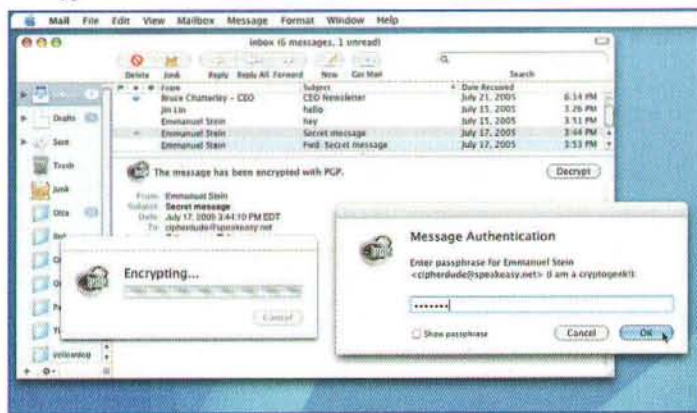 Mail File Edit View Mailbox Message Format Window Help
Inbox (6 messages, 1 unread)
Delete Junk Reply Reply All Forward New Get Mail Search
From Subject Date Received
Bruce Chatterley - CEO CEO Newsletter July 21, 2005 6:14 PM
Jin Lin hello July 15, 2005 3:26 PM
Emmanuel Stein hey July 15, 2005 3:51 PM
Emmanuel Stein Secret message July 17, 2005 3:44 PM
Emmanuel Stein Fwd: Secret message July 17, 2005 3:53 PM
Drafts
Sent
Trash
Junk
The message has been encrypted with PGP. Decrypt
From: Emmanuel Stein
Subject: Secret message
Date: July 17, 2005 3:44:10 PM EDT
To: cipherdude@speakeasy.net
Encrypting...
Cancel
Message Authentication
Enter passphrase for Emmanuel Stein
<cipherdude@speakeasy.net> (I am a cryptogeek!):
Show passphrase Cancel OK